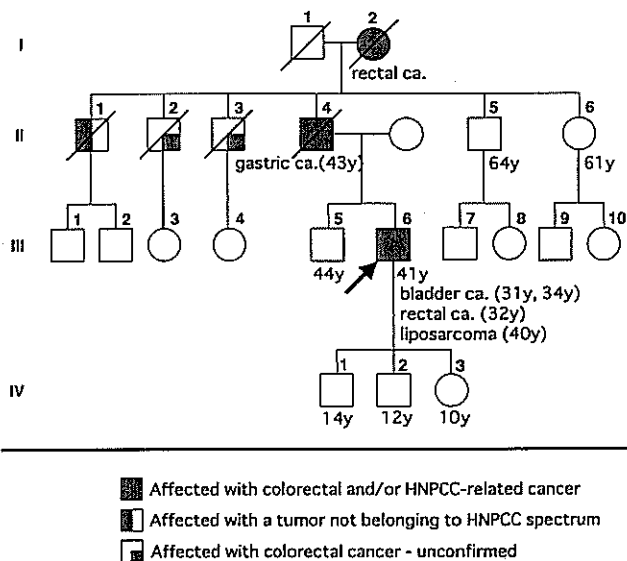 I
1 2
rectal ca.
II
1 2 3 4 5 6
gastric ca.(43y) 64y 61y
III
1 2 3 4 5 6 7 8 9 10
44y 41y
bladder ca. (31y, 34y)
rectal ca. (32y)
liposarcoma (40y)
IV
1 2 3
14y 12y 10y
Affected with colorectal and/or HNPCC-related cancer
Affected with a tumor not belonging to HNPCC spectrum
Affected with colorectal cancer - unconfirmed